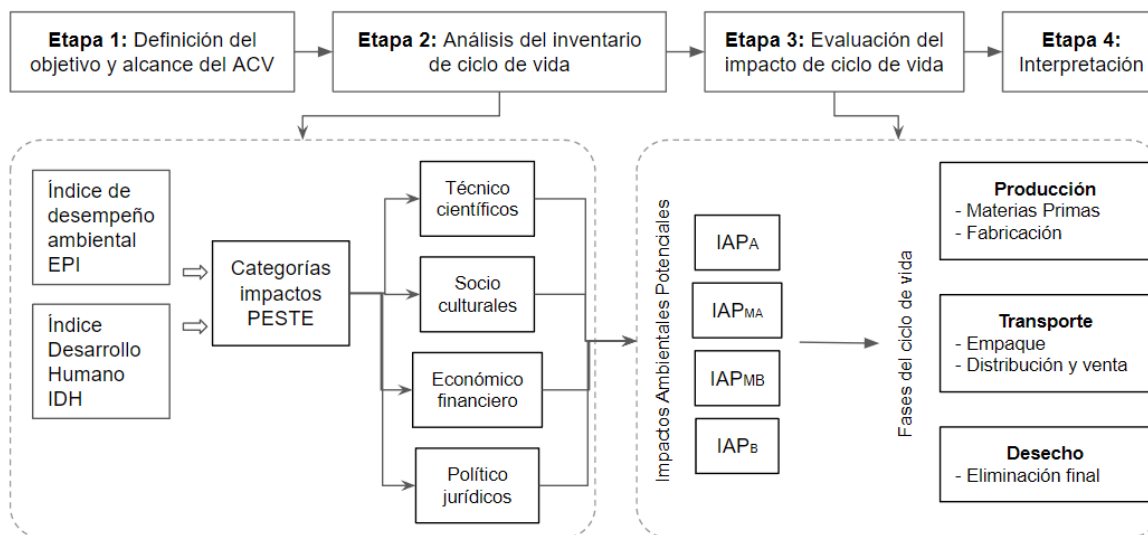 Etapa 1: Definición del
objetivo y alcance del ACV
Etapa 2: Análisis del inventario
de ciclo de vida
Etapa 3: Evaluación del
impacto de ciclo de vida
Etapa 4:
Interpretación
Índice de
desempeño
ambiental
EPI
Índice
Desarrollo
Humano
IDH
Categorías
impactos
PESTE
Técnico
científicos
Socio
culturales
Económico
financiero
Político
jurídicos
Impactos Ambientales Potenciales
IAPA
IAPMA
IAPMB
IAPB
Fases del ciclo de vida
Producción
- Materias Primas
- Fabricación
Transporte
- Empaque
- Distribución y venta
Desecho
- Eliminación final